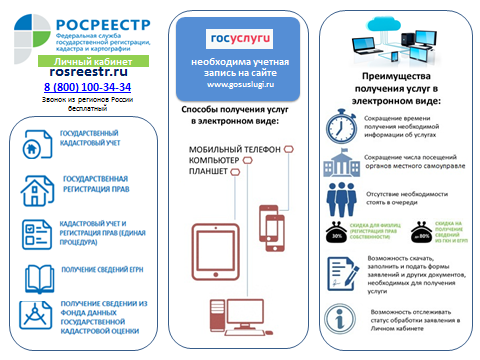 РОСРЕЕСТР
Федеральная служба
государственной регистрации,
кадастра и картографии
Личный кабинет
rosreestr.ru
8 (800) 100-34-34
Звонок из регионов России
бесплатный
ГОСУДАРСТВЕННЫЙ
КАДАСТРОВЫЙ УЧЕТ
ГОСУДАРСТВЕННАЯ
РЕГИСТРАЦИЯ ПРАВ
КАДАСТРОВЫЙ УЧЕТ И
РЕГИСТРАЦИЯ ПРАВ (ЕДИНАЯ
ПРОЦЕДУРА)
ПОЛУЧЕНИЕ СВЕДЕНИЙ ЕГРН
ПОЛУЧЕНИЕ СВЕДЕНИЙ ИЗ
ФОНДА ДАННЫХ
ГОСУДАРСТВЕННОЙ
КАДАСТРОВОЙ ОЦЕНКИ
госуслуги
необходима учетная
запись на сайте
www.gosuslugi.ru
Способы получения услуг
в электронном виде:
МОБИЛЬНЫЙ ТЕЛЕФОН
КОМПЬЮТЕР
ПЛАНШЕТ
Преимущества
получения услуг в
электронном виде:
Сокращение времени
получения необходимой
информации об услугах
Сокращение числа посещений
органов местного самоуправле
Отсутствие необходимости
стоять в очереди
30%
СКИДКА ДЛЯ ФИЗЛИЦ
(РЕГИСТРАЦИЯ ПРАВ
СОБСТВЕННОСТИ)
до 80%
СКИДКА НА
ПОЛУЧЕНИЕ
СВЕДЕНИЙ
ИЗ ГКН И ЕГРП
Возможность скачать,
заполнить и подать формы
заявлений и других документов,
необходимых для получения
услуги
Возможность отслеживать
статус обработки заявления в
Личном кабинете